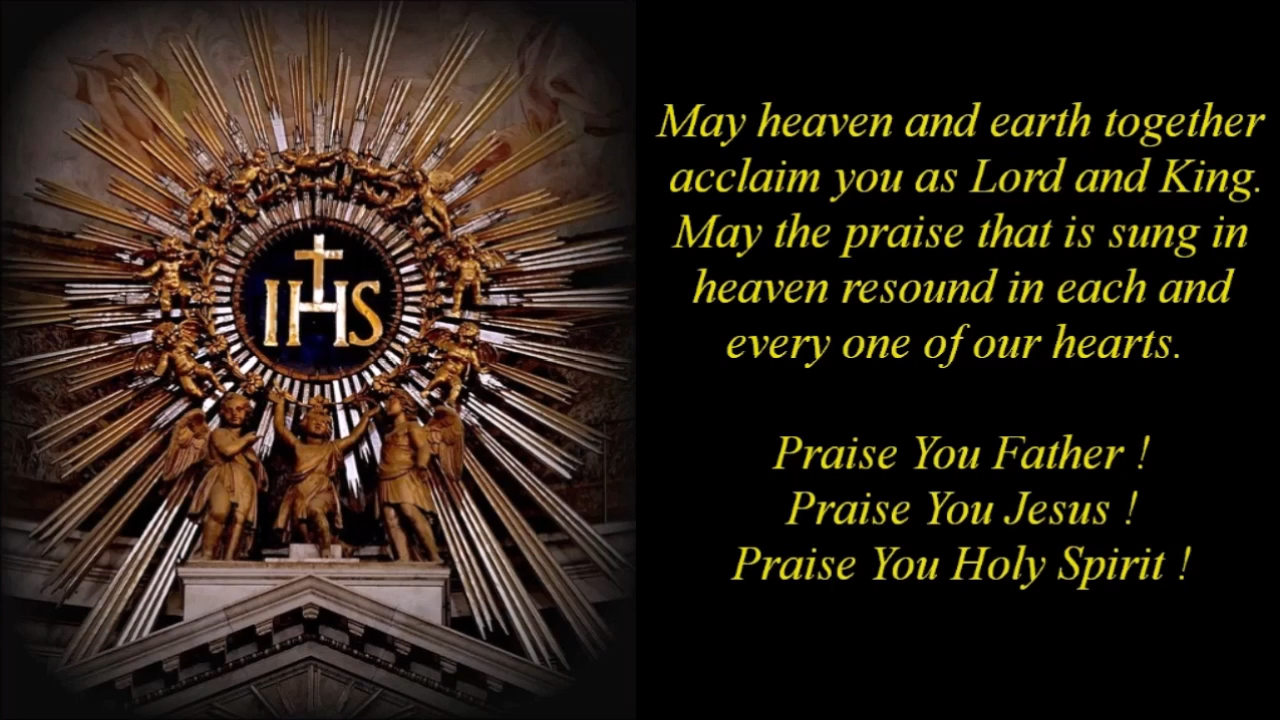 IHS
May heaven and earth together
acclaim you as Lord and King.
May the praise that is sung in
heaven resound in each and
every one of our hearts.
Praise You Father !
Praise You Jesus !
Praise You Holy Spirit !